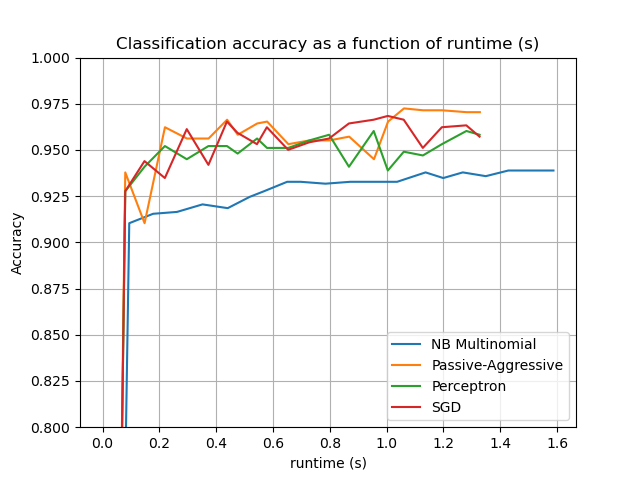 Classification accuracy as a function of runtime (s)
1.000
0.975
0.950
0.925
0.900
0.875
0.850
0.825
0.800
Accuracy
NB Multinomial
Passive-Aggressive
Perceptron
SGD
0.0 0.2 0.4 0.6 0.8 1.0 1.2 1.4 1.6
runtime (s)